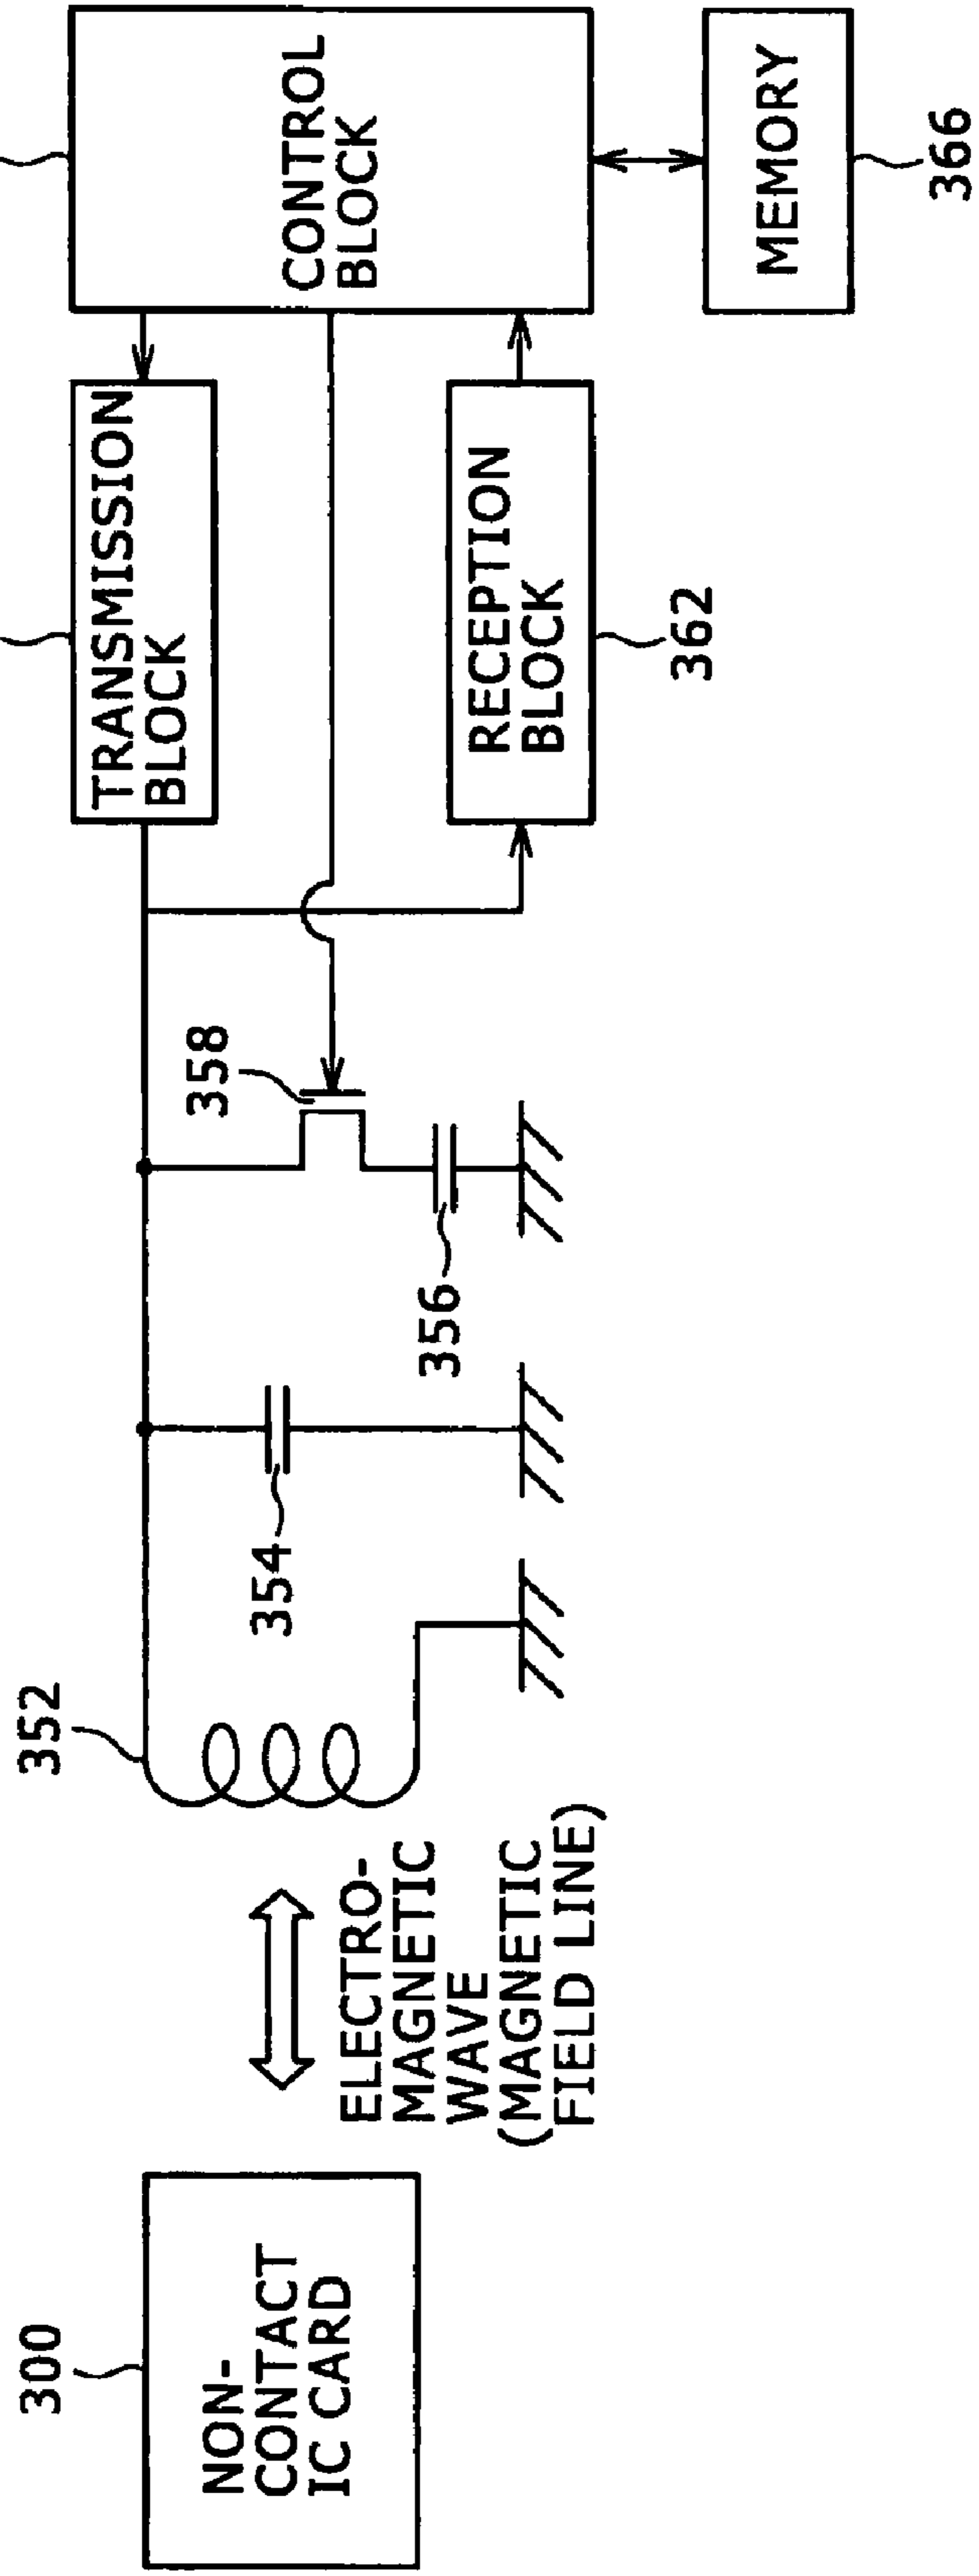 300
NON-
CONTACT
IC CARD
ELECTRO-
MAGNETIC
WAVE
(MAGNETIC
FIELD LINE)
352
354
356
358
TRANSMISSION
BLOCK
RECEPTION
BLOCK
362
CONTROL
BLOCK
MEMORY
366